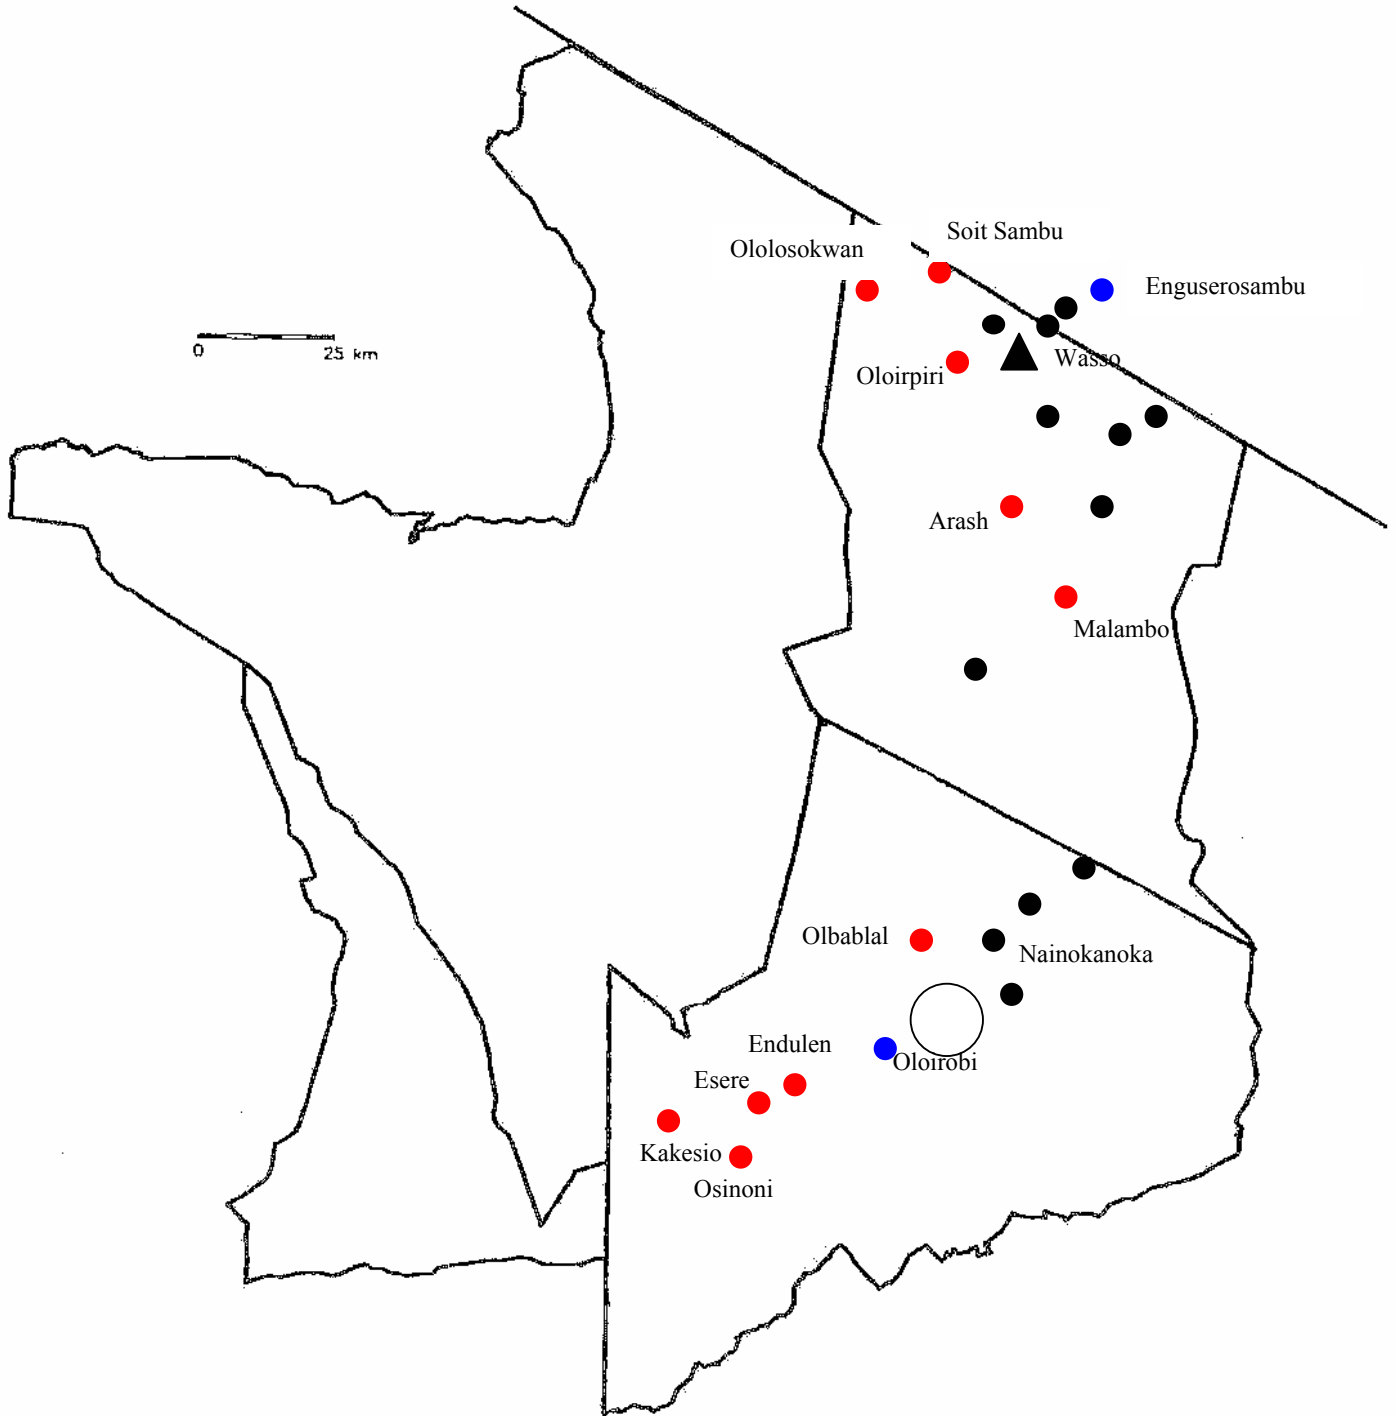 Soit Sambu
Ololosokwan
Enguserosambu
0 25 km
Wasso
Oloirpiri
Arash
Malambo
Olbablal
Nainokanoka
Endulen
Oloirobi
Esere
Kakesio
Osinoni